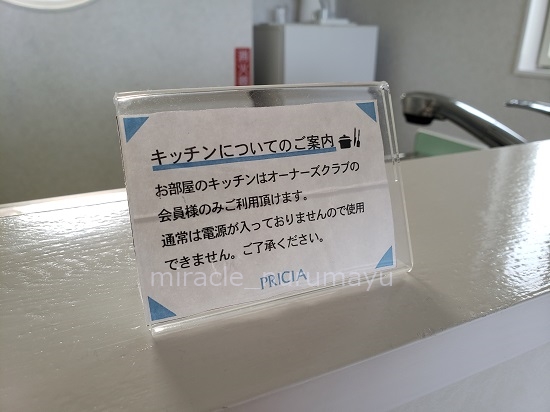 キッチンについてのご案内
お部屋のキッチンはオーナーズクラブの
会員様のみご利用頂けます。
通常は電源が入っておりませんので使用
できません。ご了承ください。
PRICIA